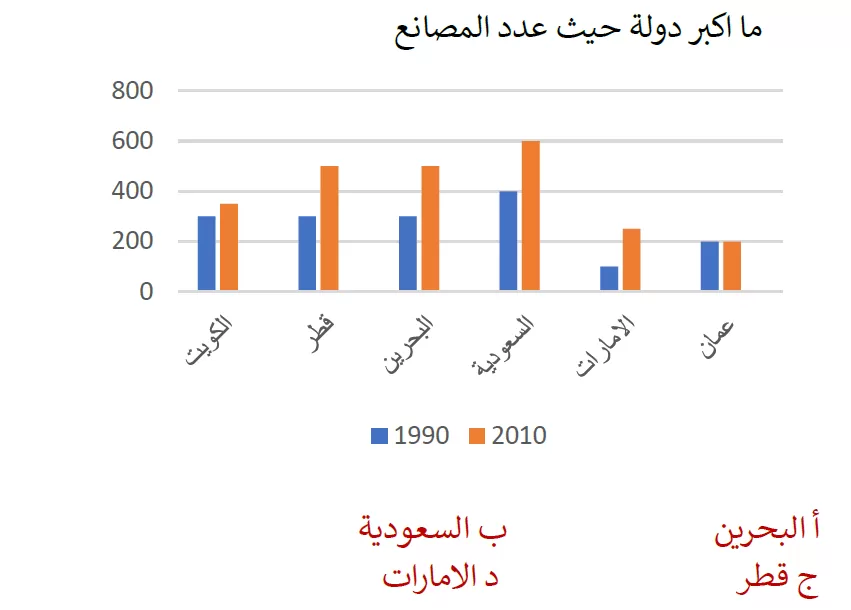 ما اكبر دولة حيث عدد المصانع
800
600
400
200
0
الكويت
قطر
البحرين
السعودية
الامارات
عمان
1990 2010
أ البحرين ب السعودية
ج قطر د الامارات